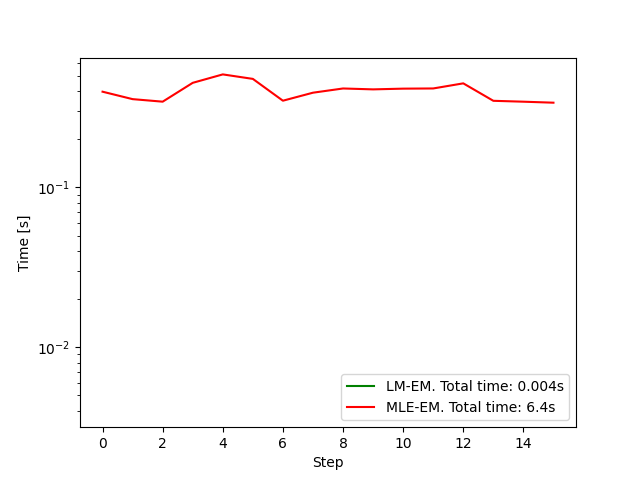 10⁻¹
10⁻²
Time [s]
LM-EM. Total time: 0.004s
MLE-EM. Total time: 6.4s
0 2 4 6 8 10 12 14
Step